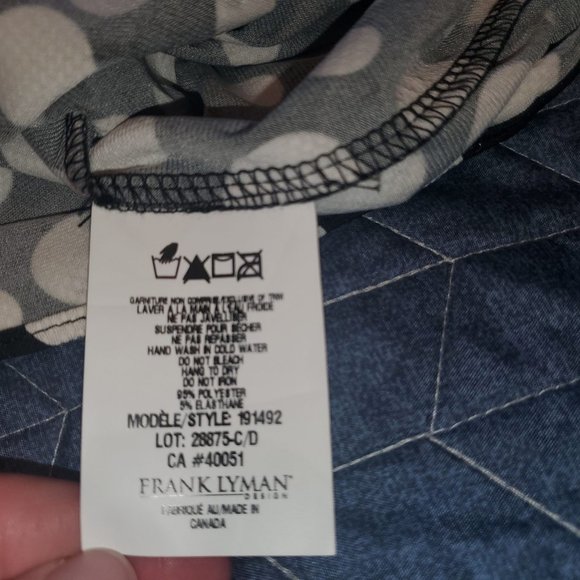 GARNITURE NON COMPRISE/EXCLUSIVE OF TRIM
LAVER A LA MAIN A L'EAU FROIDE
NE PAS JAVELLISER
SUSPENDRE POUR SECHER
NE PAS REPASSER
HAND WASH IN COLD WATER
DO NOT BLEACH
HANG TO DRY
DO NOT IRON
95% POLYESTER
5% ELASTHANE
MODÈLE/STYLE: 191492
LOT: 28875-C/D
CA #40051
FRANK LYMAN
DESIGN
FABRIQUÉ AU/MADE IN
CANADA